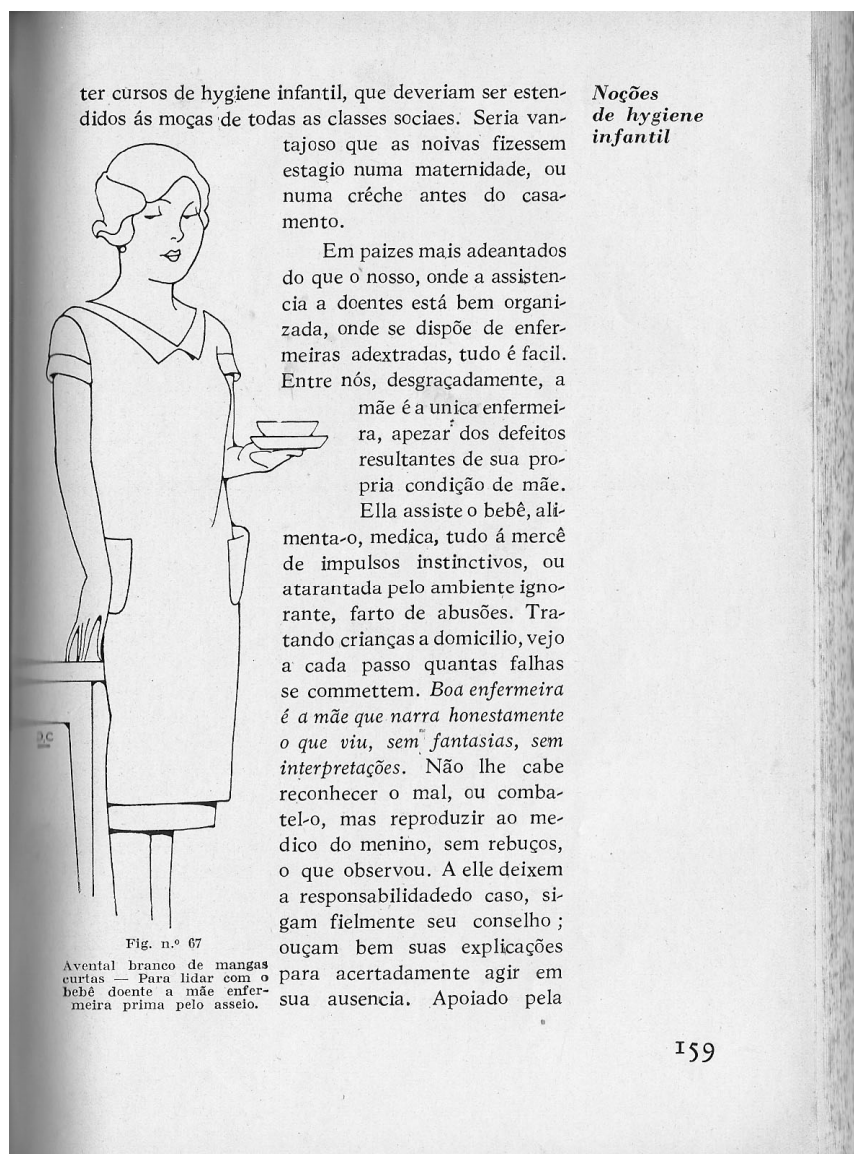 ter cursos de hygiene infantil, que deveriam ser esten-
didos ás moças de todas as classes sociaes. Seria van-
tajoso que as noivas fizessem
estagio numa maternidade, ou
numa créche antes do casa-
mento.
Em paizes mais adeantados
do que o nosso, onde a assisten-
cia a doentes está bem organi-
zada, onde se dispõe de enfer-
meiras adextradas, tudo é facil.
Entre nós, desgraçadamente, a
mãe é a unica enfermei-
ra, apezar dos defeitos
resultantes de sua pro-
pria condição de mãe.
Ella assiste o bebê, ali-
menta-o, medica, tudo á mercê
de impulsos instinctivos, ou
atarantada pelo ambiente igno-
rante, farto de abusões. Tra-
tando crianças a domicilio, vejo
a cada passo quantas falhas
se commettem. Boa enfermeira
é a mãe que narra honestamente
o que viu, sem fantasias, sem
interpretações. Não lhe cabe
reconhecer o mal, ou comba-
tel-o, mas reproduzir ao me-
dico do menino, sem rebuços,
o que observou. A elle deixem
a responsabilidadedo caso, si-
gam fielmente seu conselho ;
ouçam bem suas explicações
para acertadamente agir em
sua ausencia. Apoiado pela
Noções
de hygiene
infantil
Fig. n.º 67
Avental branco de mangas
curtas — Para lidar com o
bebê doente a mãe enfer-
meira prima pelo asseio.
159